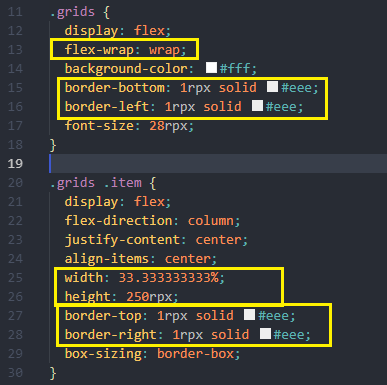 11 .grids {
12 display: flex;
13 flex-wrap: wrap;
14 background-color: #fff;
15 border-bottom: 1rpx solid #eee;
16 border-left: 1rpx solid #eee;
17 font-size: 28rpx;
18 }
19
20 .grids .item {
21 display: flex;
22 flex-direction: column;
23 justify-content: center;
24 align-items: center;
25 width: 33.333333333%;
26 height: 250rpx;
27 border-top: 1rpx solid #eee;
28 border-right: 1rpx solid #eee;
29 box-sizing: border-box;
30 }